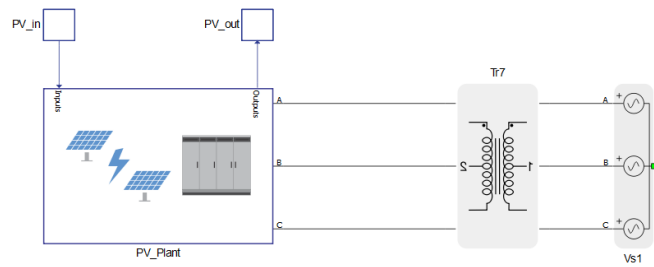 PV_in
PV_out
Inputs
Outputs
Tr7
A
A
+
B
2
1
B
+
C
C
+
PV_Plant
Vs1